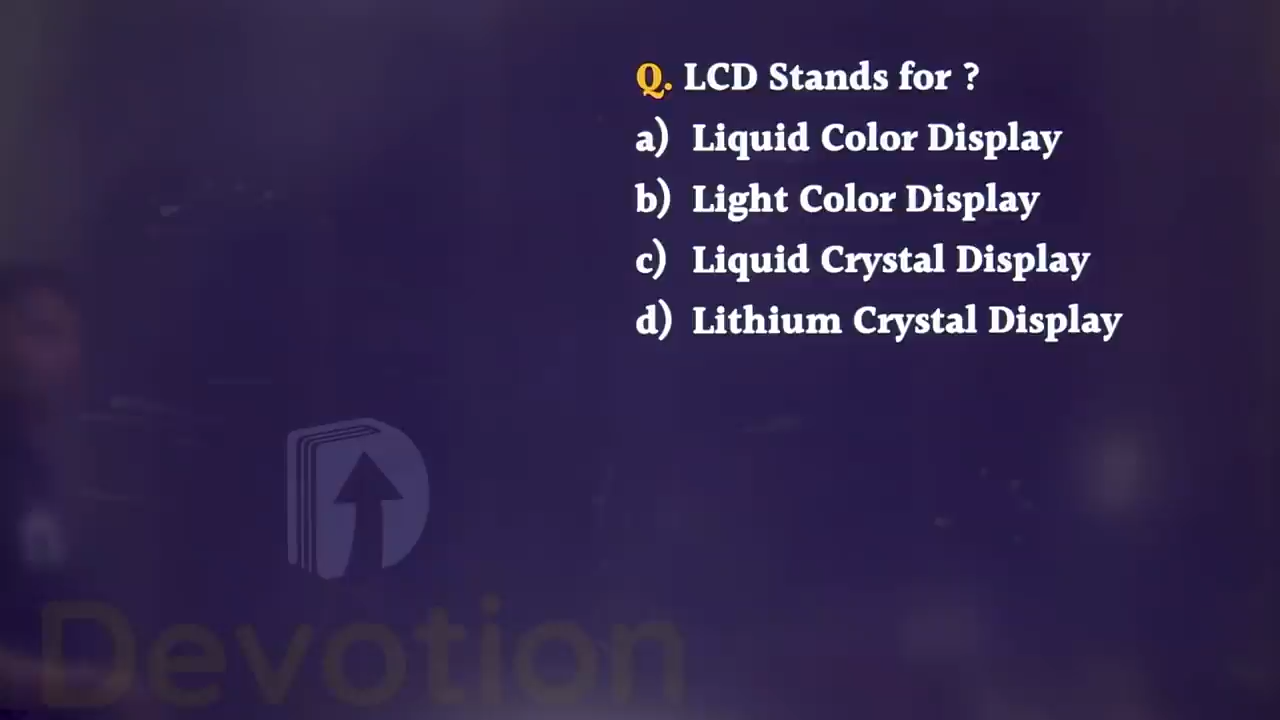 Q. LCD Stands for ?
a) Liquid Color Display
b) Light Color Display
c) Liquid Crystal Display
d) Lithium Crystal Display
Devotion